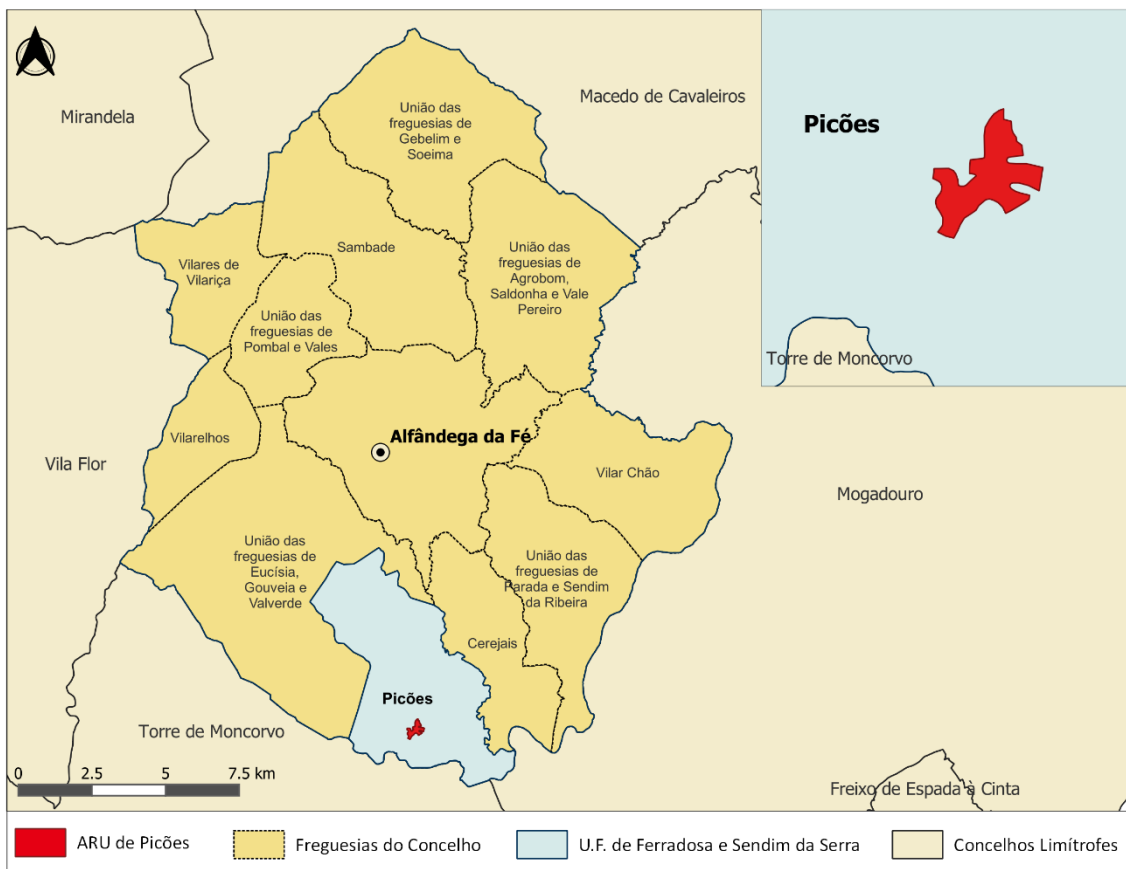 Mirandela
Macedo de Cavaleiros
União das
freguesias de
Gebelim e
Soeima
Picões
Sambade
Vilares de
Vilariça
União das
freguesias de
Agrobom,
Saldonha e Vale
Pereiro
União das
freguesias de
Pombal e Vales
Torre de Moncorvo
Alfândega da Fé
Vilarelhos
Vila Flor
Vilar Chão
Mogadouro
União das
freguesias de
Eucísia,
Gouveia e
Valverde
União das
freguesias de
Parada e Sendim
da Ribeira
Cerejais
Picões
Torre de Moncorvo
0 2.5 5 7.5 km
Freixo de Espada à Cinta
ARU de Picões
Freguesias do Concelho
U.F. de Ferradosa e Sendim da Serra
Concelhos Limítrofes